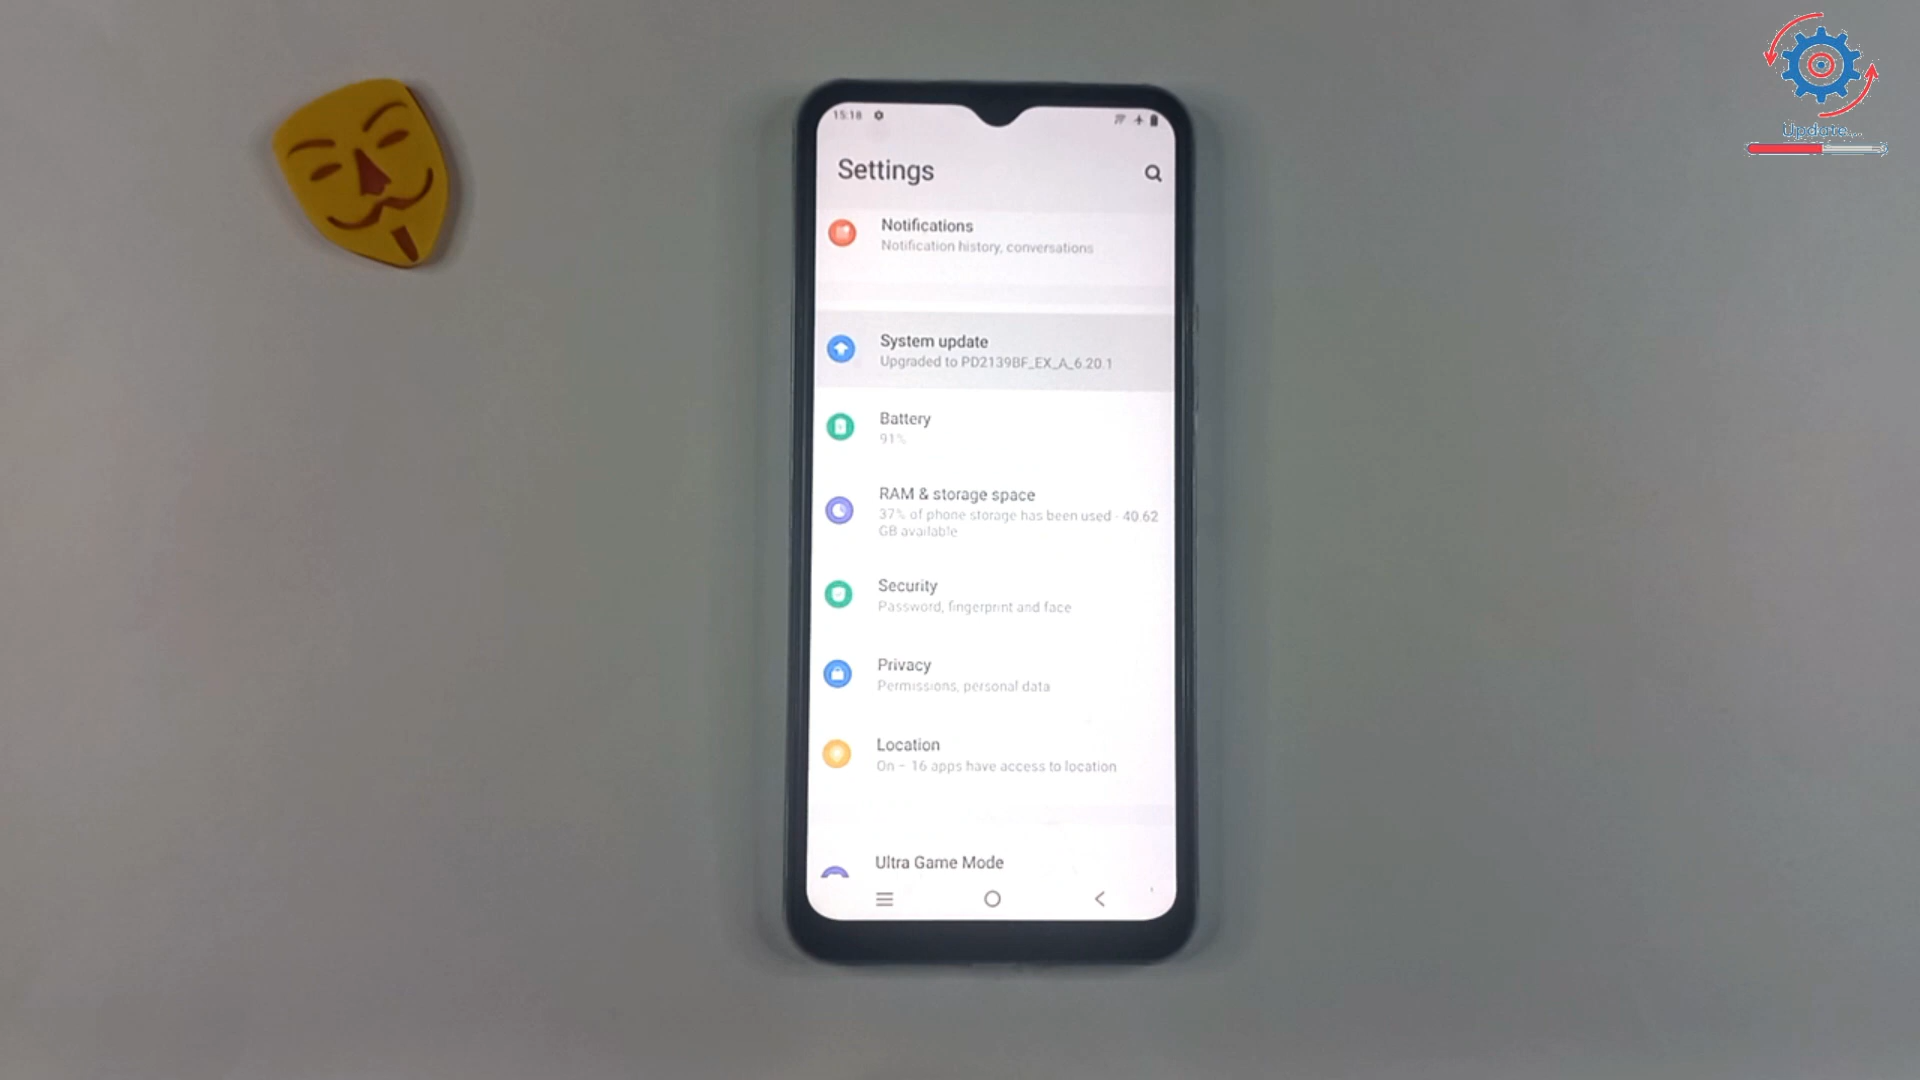 Update...
15:18
Settings
Notifications
Notification history, conversations
System update
Upgraded to PD2139BF_EX_A_6.20.1
Battery
91%
RAM & storage space
37% of phone storage has been used - 40.62
GB available
Security
Password, fingerprint and face
Privacy
Permissions, personal data
Location
On – 16 apps have access to location
Ultra Game Mode